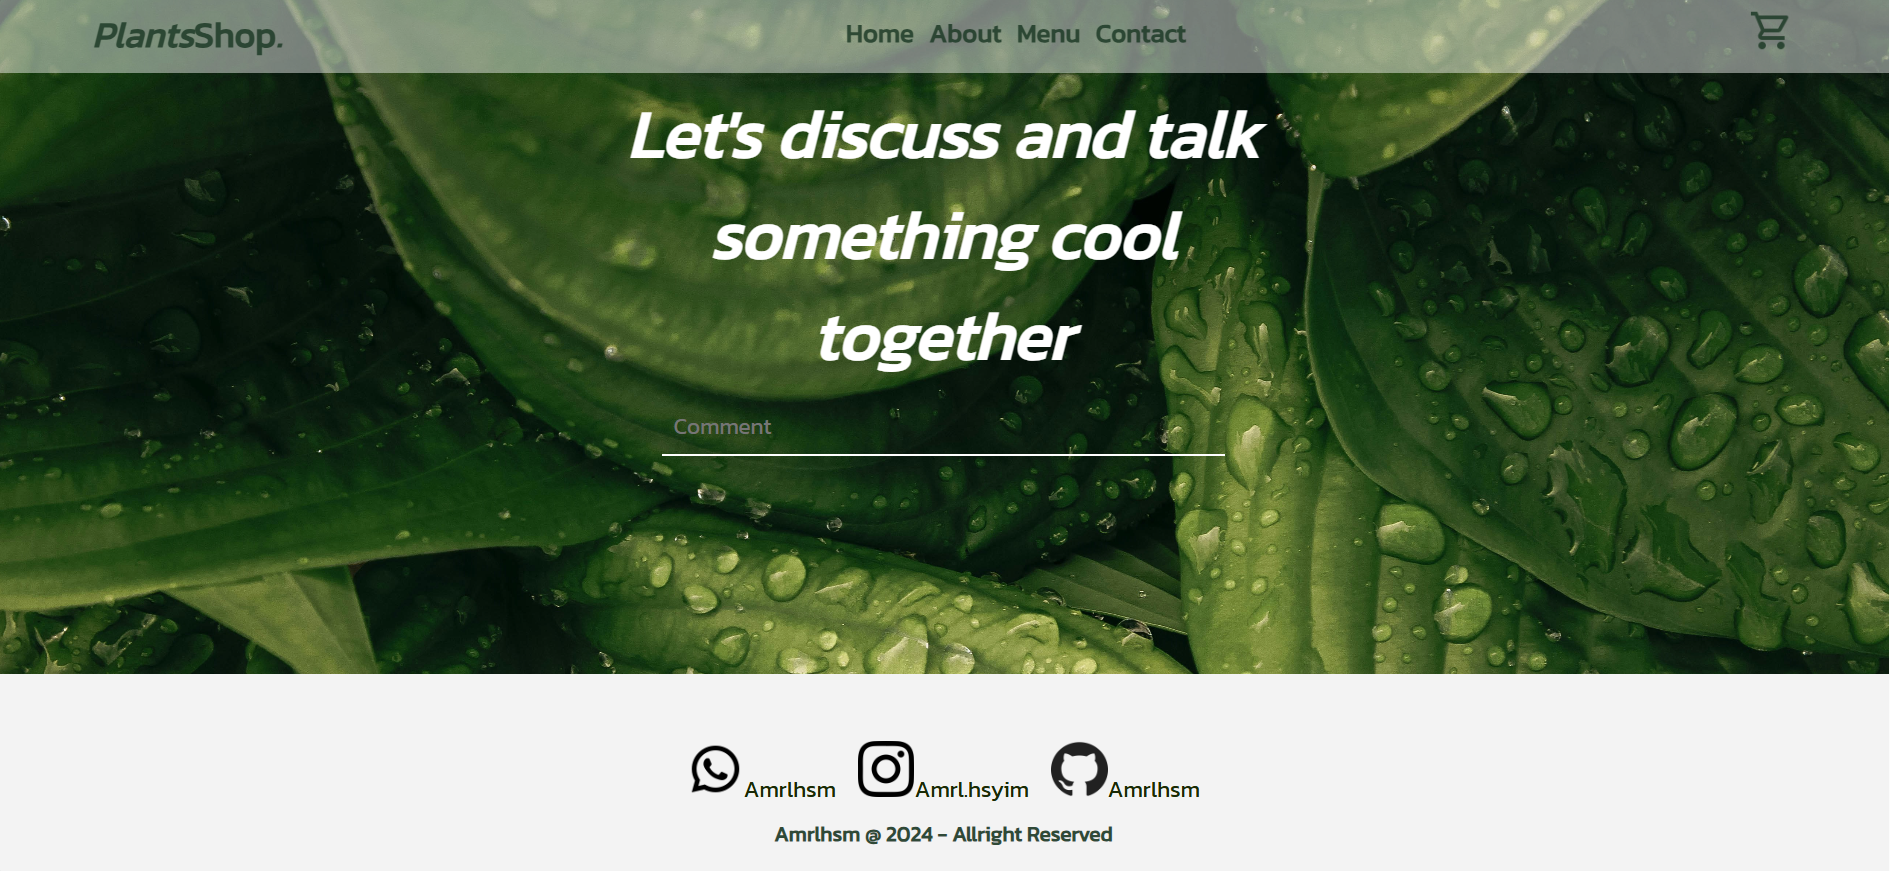 PlantsShop.
Home About Menu Contact
Let's discuss and talk
something cool
together
Comment
Amrlhsm Amrl.hsyim Amrlhsm
Amrlhsm @ 2024 - Allright Reserved